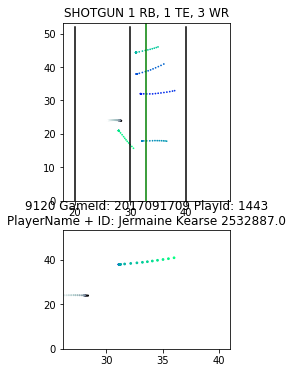 SHOTGUN 1 RB, 1 TE, 3 WR
50
40
30
20
10
0
20 30 40
9120 GameId: 2017091709 PlayId: 1443
PlayerName + ID: Jermaine Kearse 2532887.0
40
20
0
30 35 40